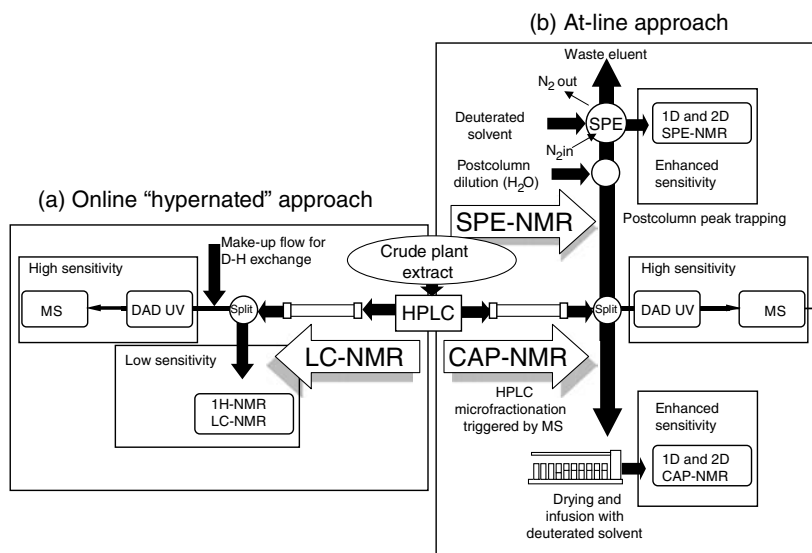 (b) At-line approach
Waste eluent
N2 out
Deuterated
solvent
SPE
1D and 2D
SPE-NMR
N2in
Postcolumn
dilution (H2O)
Enhanced
sensitivity
Postcolumn peak trapping
SPE-NMR
(a) Online "hypernated" approach
Make-up flow for
D-H exchange
Crude plant
extract
High sensitivity
MS
DAD UV
Split
HPLC
Split
High sensitivity
DAD UV
MS
Low sensitivity
LC-NMR
CAP-NMR
1H-NMR
LC-NMR
HPLC
microfractionation
triggered by MS
Enhanced
sensitivity
1D and 2D
CAP-NMR
Drying and
infusion with
deuterated solvent